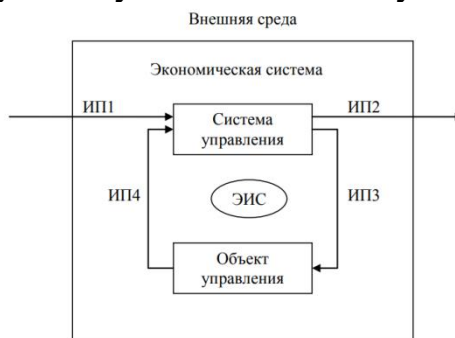 Внешняя среда
Экономическая система
ИП1
ИП2
Система
управления
ИП4
ЭИС
ИП3
Объект
управления